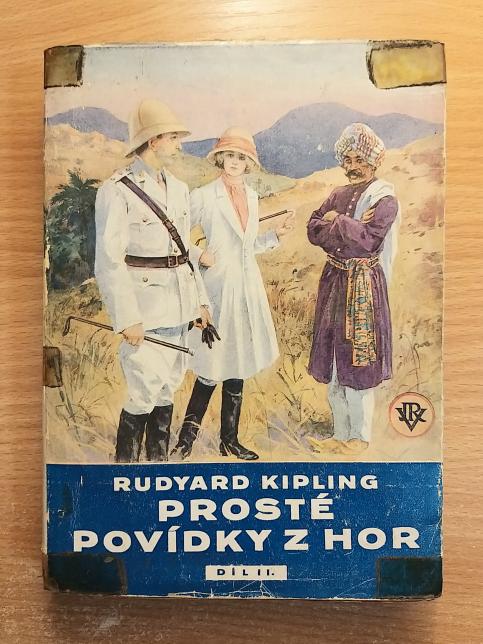 RUDYARD KIPLING
PROSTÉ
POVÍDKY Z HOR
DÍL II.